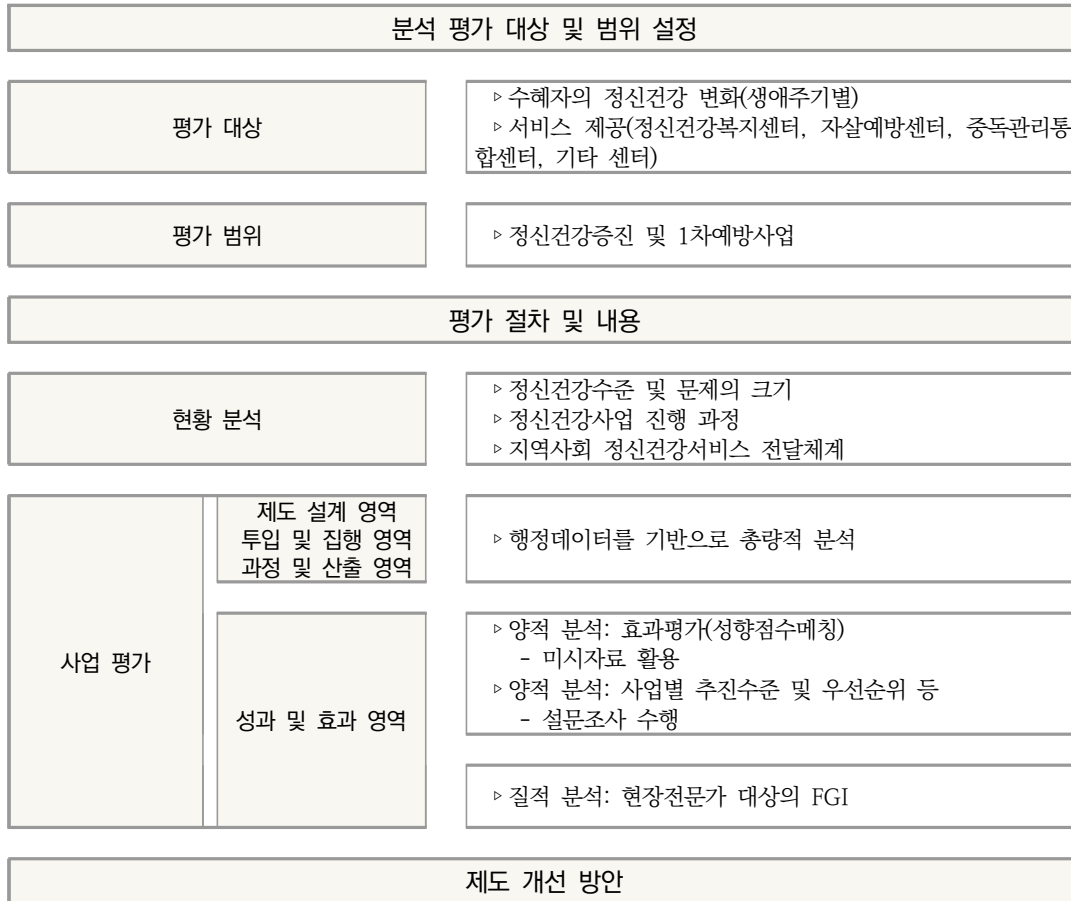 분석 평가 대상 및 범위 설정
평가 대상
▹수혜자의 정신건강 변화(생애주기별)
▹서비스 제공(정신건강복지센터, 자살예방센터, 중독관리통
합센터, 기타 센터)
평가 범위
▹정신건강증진 및 1차예방사업
평가 절차 및 내용
현황 분석
▹정신건강수준 및 문제의 크기
▹정신건강사업 진행 과정
▹지역사회 정신건강서비스 전달체계
사업 평가
제도 설계 영역
투입 및 집행 영역
과정 및 산출 영역
▹행정데이터를 기반으로 총량적 분석
성과 및 효과 영역
▹양적 분석: 효과평가(성향점수메칭)
- 미시자료 활용
▹양적 분석: 사업별 추진수준 및 우선순위 등
- 설문조사 수행
▹질적 분석: 현장전문가 대상의 FGI
제도 개선 방안